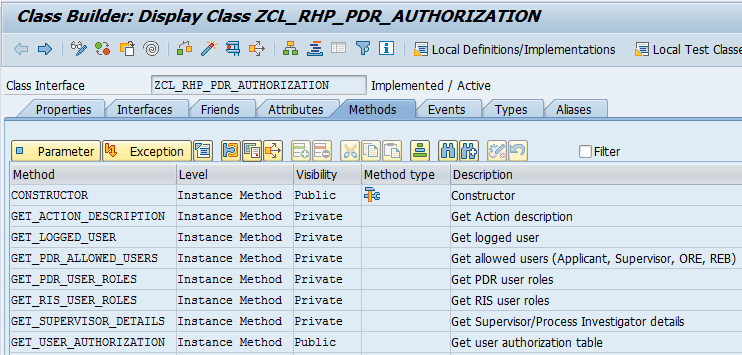 Class Builder: Display Class ZCL_RHP_PDR_AUTHORIZATION
Local Definitions/Implementations Local Test Classe
Class Interface ZCL_RHP_PDR_AUTHORIZATION Implemented / Active
Properties Interfaces Friends Attributes Methods Events Types Aliases
Parameter Exception Filter
Method Level Visibility Method type Description
CONSTRUCTOR Instance Method Public Constructor
GET_ACTION_DESCRIPTION Instance Method Private Get Action description
GET_LOGGED_USER Instance Method Private Get logged user
GET_PDR_ALLOWED_USERS Instance Method Private Get allowed users (Applicant, Supervisor, ORE, REB)
GET_PDR_USER_ROLES Instance Method Private Get PDR user roles
GET_RIS_USER_ROLES Instance Method Private Get RIS user roles
GET_SUPERVISOR_DETAILS Instance Method Private Get Supervisor/Process Investigator details
GET_USER_AUTHORIZATION Instance Method Public Get user authorization table